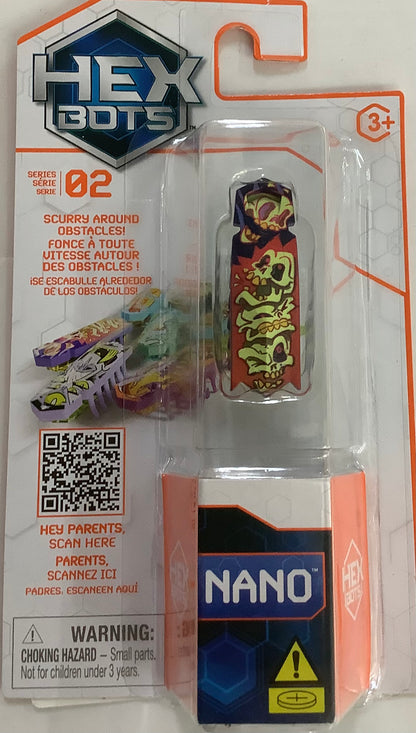 HEX
BOTS™
3+
SERIES
SÉRIE
SERIE
02
SCURRY AROUND
OBSTACLES!
FONCE À TOUTE
VITESSE AUTOUR
DES OBSTACLES !
¡SE ESCABULLE ALREDEDOR
DE LOS OBSTÁCULOS!
HEY PARENTS,
SCAN HERE
PARENTS,
SCANNEZ ICI
PADRES, ESCANEEN AQUÍ
WARNING:
CHOKING HAZARD – Small parts.
Not for children under 3 years.
NANO™
HEX
BOTS